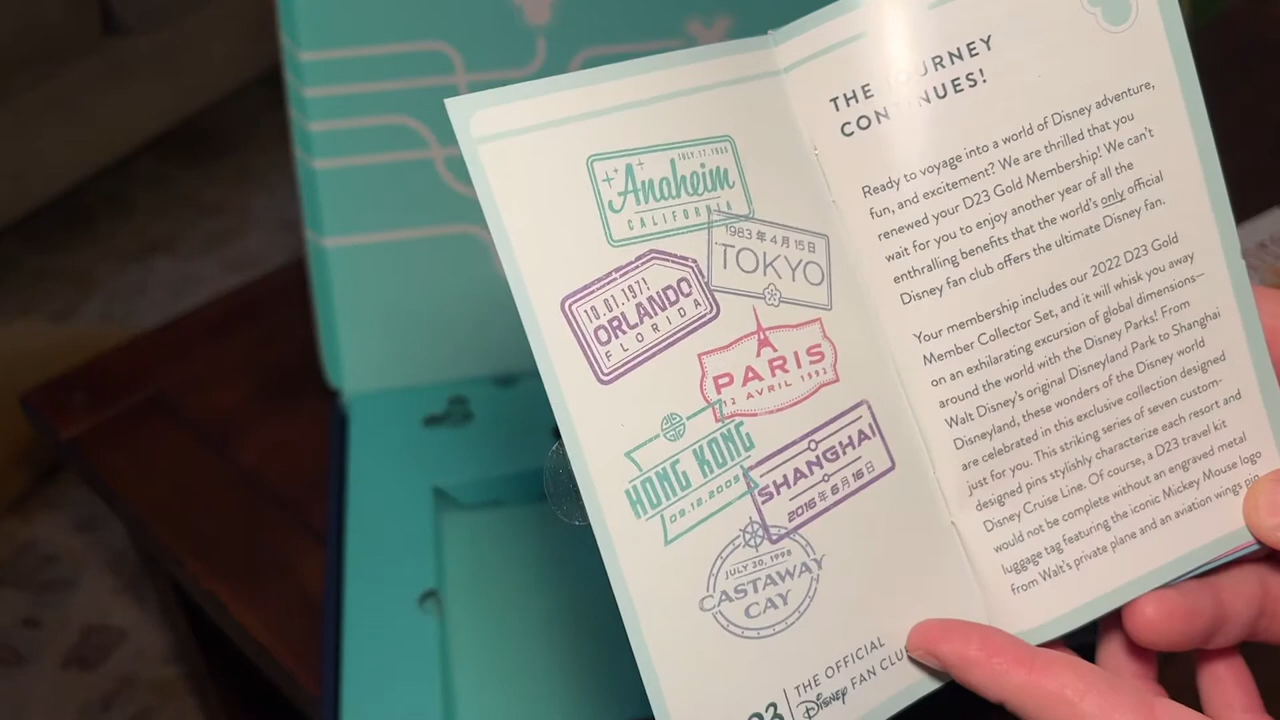 JULY.17.1955
Anaheim
CALIFORNIA
1983年4月15日
TOKYO
10.01.1971
ORLANDO
FLORIDA
PARIS
12 AVRIL 1992
HONG KONG
09.12.2005
SHANGHAI
2016年6月16日
JULY 30, 1998
CASTAWAY
CAY
THE OFFICIAL
Disney FAN CLUB
THE JOURNEY
CONTINUES!
Ready to voyage into a world of Disney adventure,
fun, and excitement? We are thrilled that you
renewed your D23 Gold Membership! We can't
wait for you to enjoy another year of all the
enthralling benefits that the world's only official
Disney fan club offers the ultimate Disney fan.
Your membership includes our 2022 D23 Gold
Member Collector Set, and it will whisk you away
on an exhilarating excursion of global dimensions—
around the world with the Disney Parks! From
Walt Disney's original Disneyland Park to Shanghai
Disneyland, these wonders of the Disney world
are celebrated in this exclusive collection designed
just for you. This striking series of seven custom-
designed pins stylishly characterize each resort and
Disney Cruise Line. Of course, a D23 travel kit
would not be complete without an engraved metal
luggage tag featuring the iconic Mickey Mouse logo
from Walt's private plane and an aviation wings pin